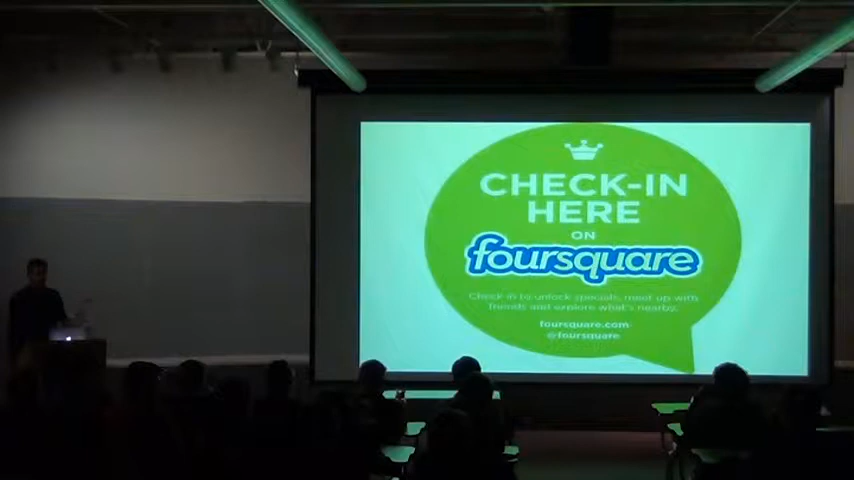 CHECK-IN
HERE
ON
foursquare
Check-in to unlock specials, meet up with
friends and explore what's nearby.
foursquare.com
@foursquare